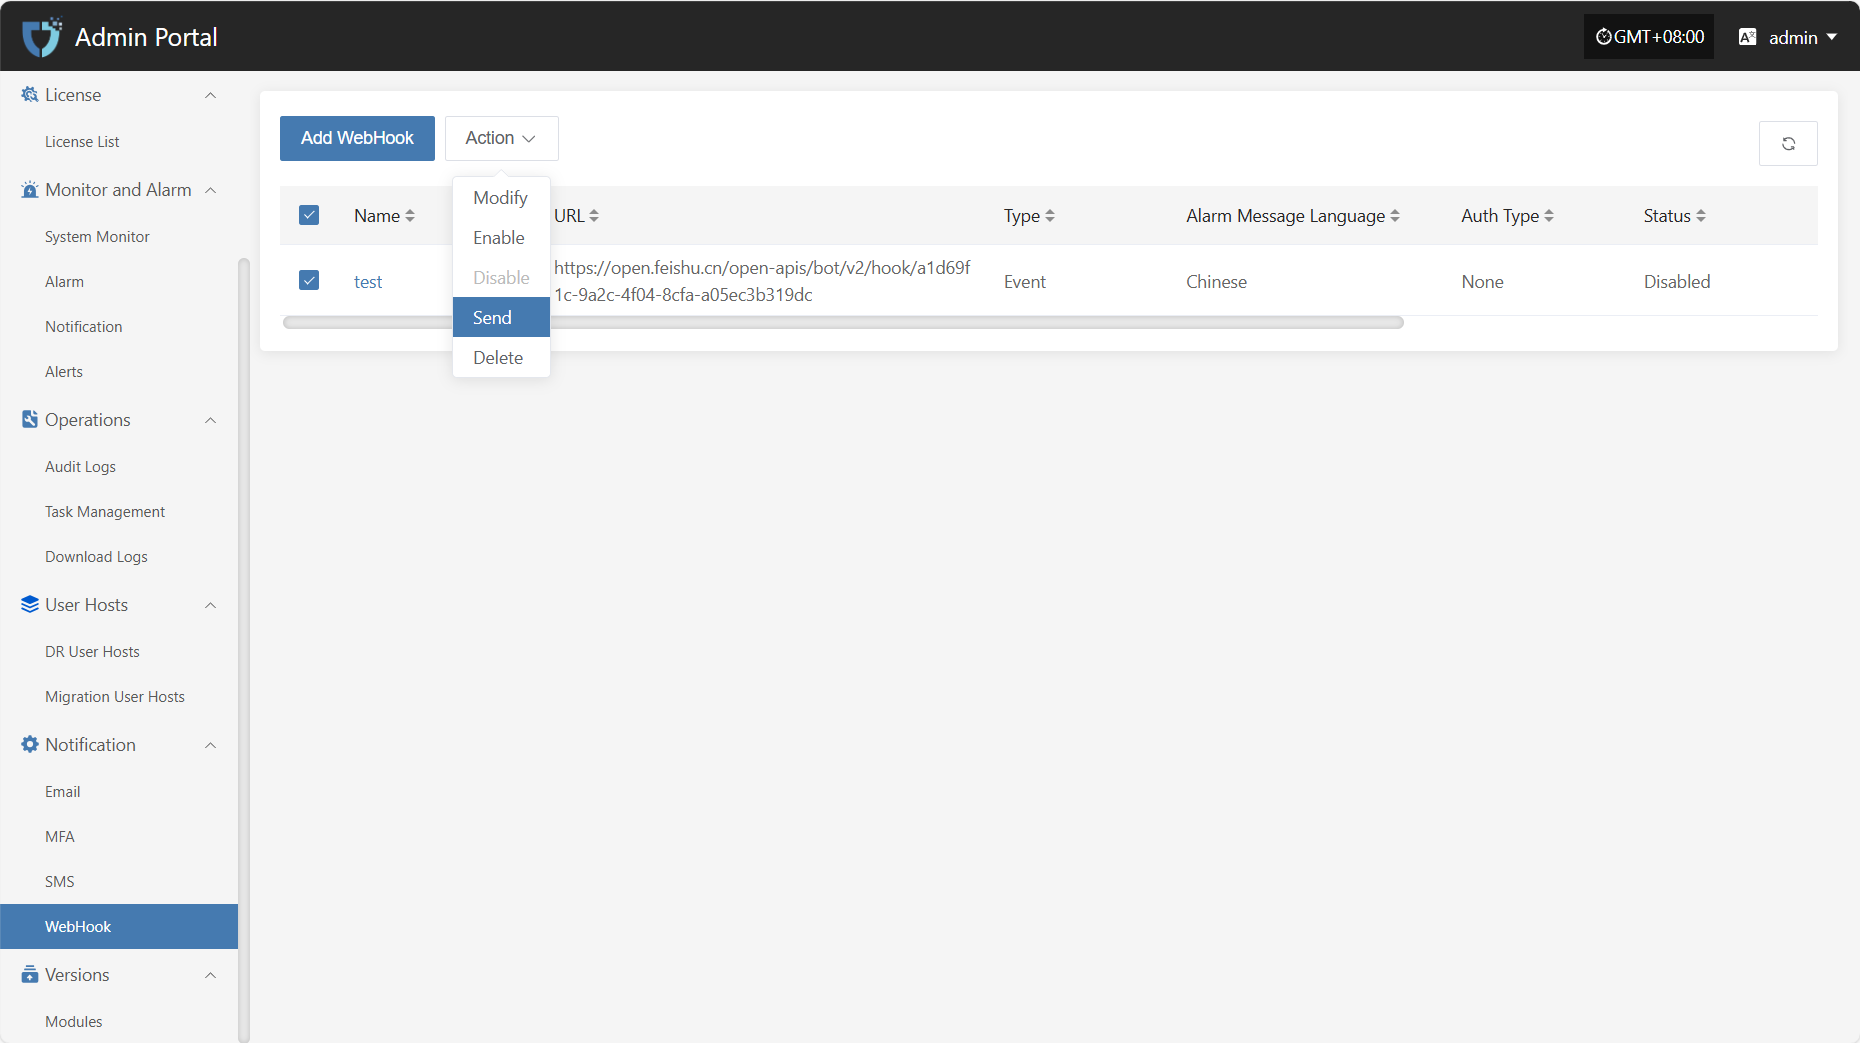 Admin Portal
GMT+08:00
admin
License
License List
Monitor and Alarm
System Monitor
Alarm
Notification
Alerts
Operations
Audit Logs
Task Management
Download Logs
User Hosts
DR User Hosts
Migration User Hosts
Notification
Email
MFA
SMS
WebHook
Versions
Modules
Add WebHook
Action
Modify
Enable
Disable
Send
Delete
Name
URL
Type
Alarm Message Language
Auth Type
Status
test
https://open.feishu.cn/open-apis/bot/v2/hook/a1d69f
1c-9a2c-4f04-8cfa-a05ec3b319dc
Event
Chinese
None
Disabled